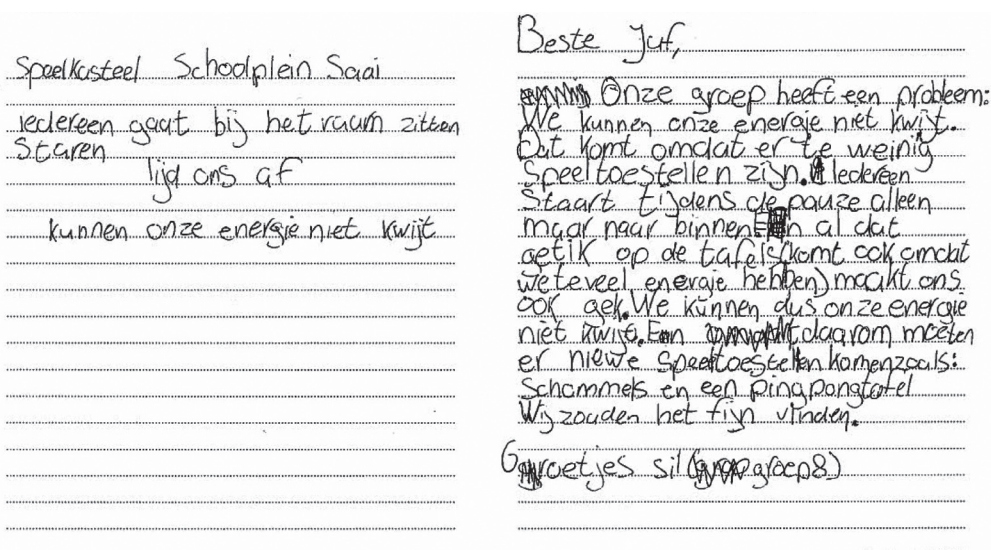 Speelkasteel Schoolplein Saai
iedereen gaat bij het raam zitten
staren
lijd ons af
kunnen onze energie niet kwijt
Beste Juf,
Onze groep heeft een probleem:
We kunnen onze energie niet kwijt.
Dat komt omdat er te weinig
Speeltoestellen zijn. Iedereen
Staart tijdens de pauze alleen
maar naar binnen En al dat
getik op de tafels(komt ook omdat
we teveel energie hebben) maakt ons
ook gek. We kunnen dus onze energie
niet kwijt. En daarom moeten
er niewe speeltoestellen komen zoals:
Schommels en een pingpongtafel
Wij zouden het fijn vinden.
Groetjes sil (groep 8)